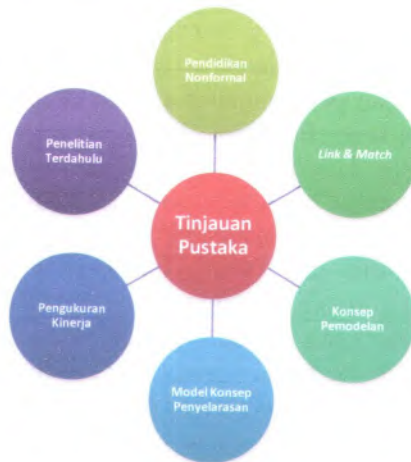 Pendidikan
Nonformal
Link & Match
Konsep
Pemodelan
Model Konsep
Penyelarasan
Pengukuran
Kinerja
Penelitian
Terdahulu
Tinjauan
Pustaka